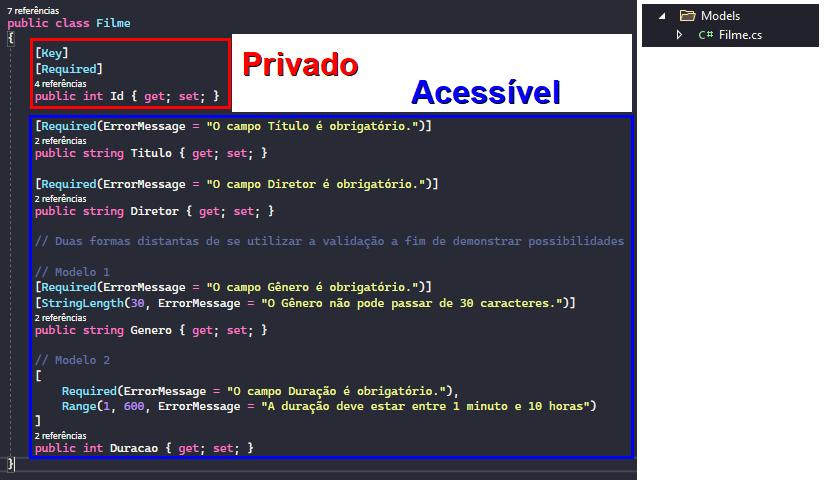 7 referências
public class Filme
{
[Key]
[Required]
4 referências
public int Id { get; set; }
Privado
Acessível
[Required(ErrorMessage = "O campo Título é obrigatório.")]
2 referências
public string Titulo { get; set; }
[Required(ErrorMessage = "O campo Diretor é obrigatório.")]
2 referências
public string Diretor { get; set; }
// Duas formas distantas de se utilizar a validação a fim de demonstrar possibilidades
// Modelo 1
[Required(ErrorMessage = "O campo Gênero é obrigatório.")]
[StringLength(30, ErrorMessage = "O Gênero não pode passar de 30 caracteres.")]
2 referências
public string Genero { get; set; }
// Modelo 2
[
Required(ErrorMessage = "O campo Duração é obrigatório."),
Range(1, 600, ErrorMessage = "A duração deve estar entre 1 minuto e 10 horas")
]
2 referências
public int Duracao { get; set; }
}
Models
C# Filme.cs